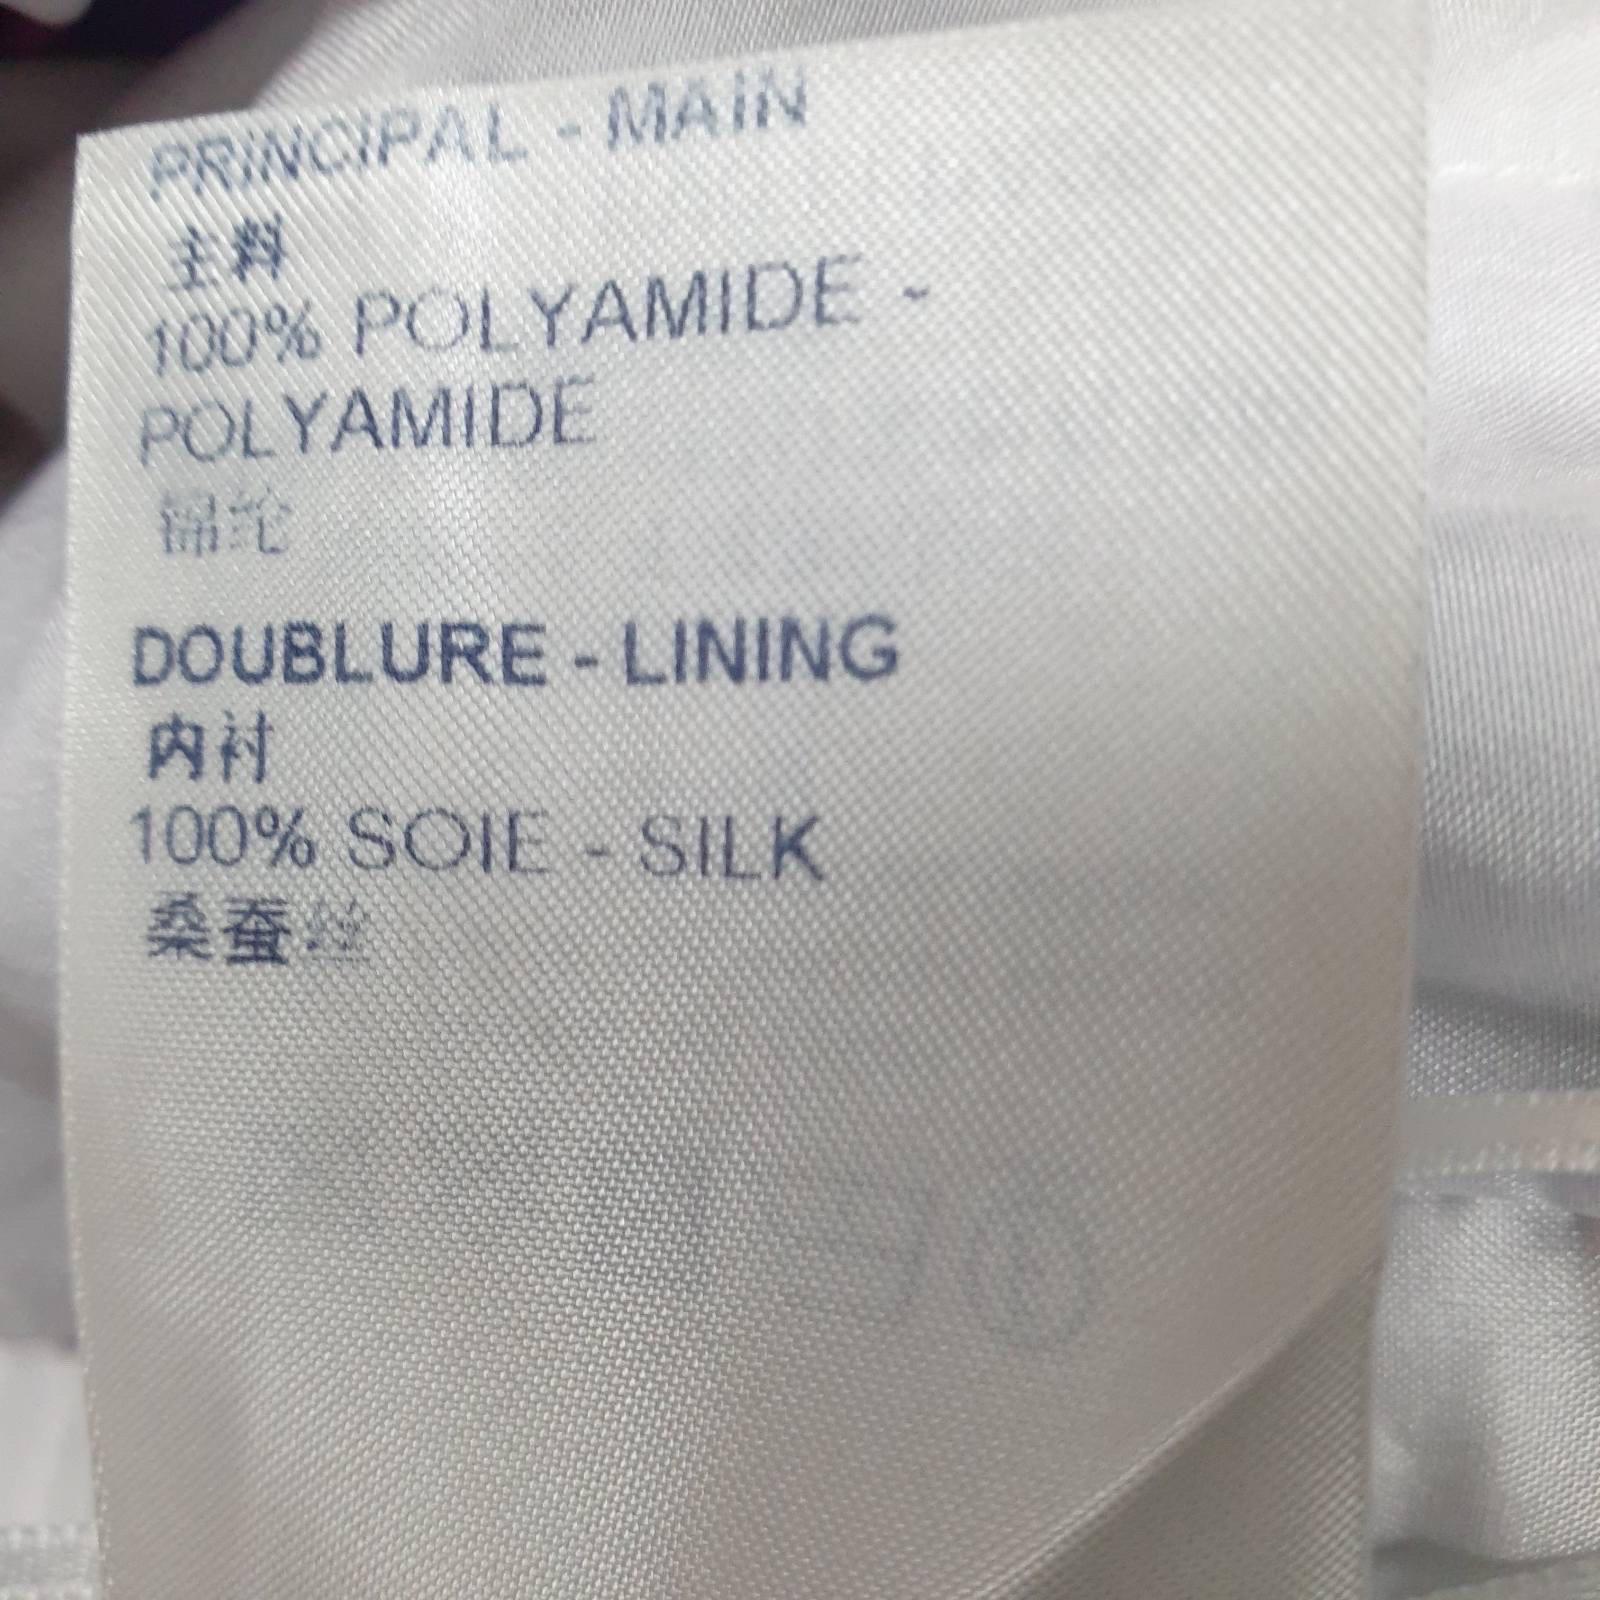 PRINCIPAL - MAIN
主料
100% POLYAMIDE -
POLYAMIDE
锦纶
DOUBLURE - LINING
内衬
100% SOIE - SILK
桑蚕丝